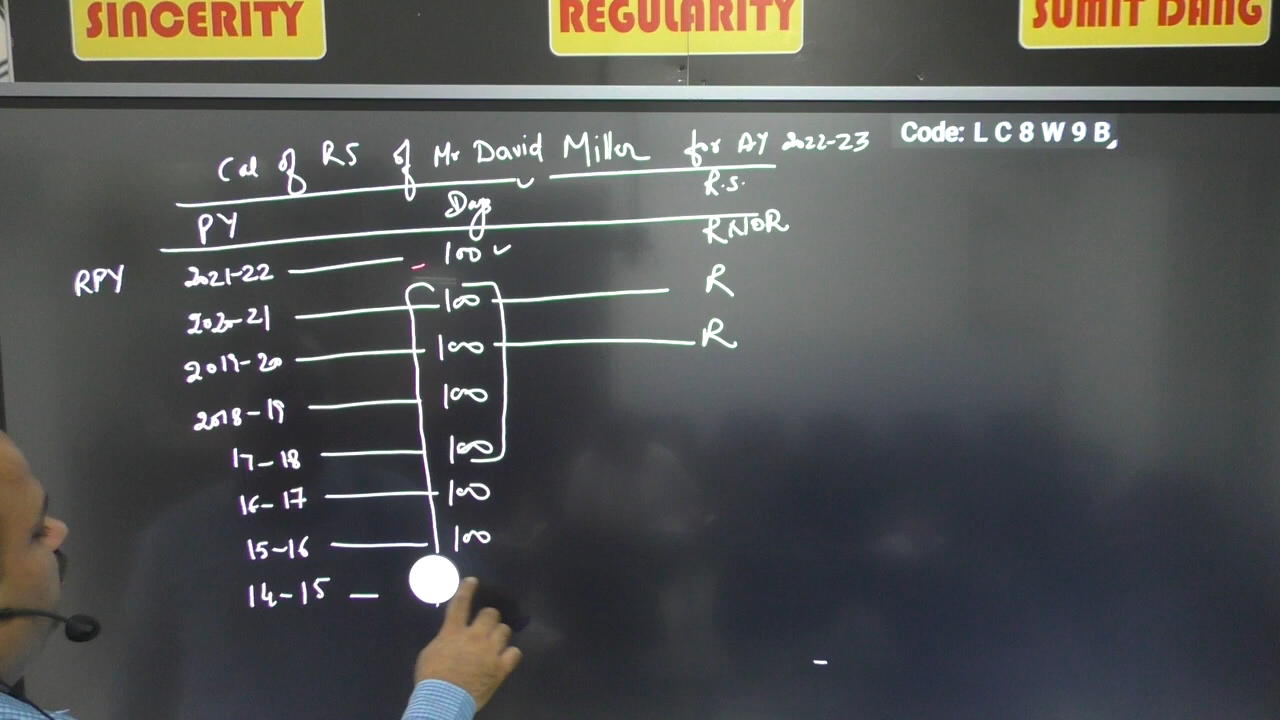 SINCERITY REGULARITY SUMIT DANG
Cal of RS of Mr David Miller for AY 2022-23 Code: L C 8 W 9 B,
PY Days R.S.
RPY 2021-22 — 100 ✓ RNOR
2020-21 — 100 — R
2019-20 — 100 — R
2018-19 — 100
17-18 — 100
16-17 — 100
15-16 — 100
14-15 —